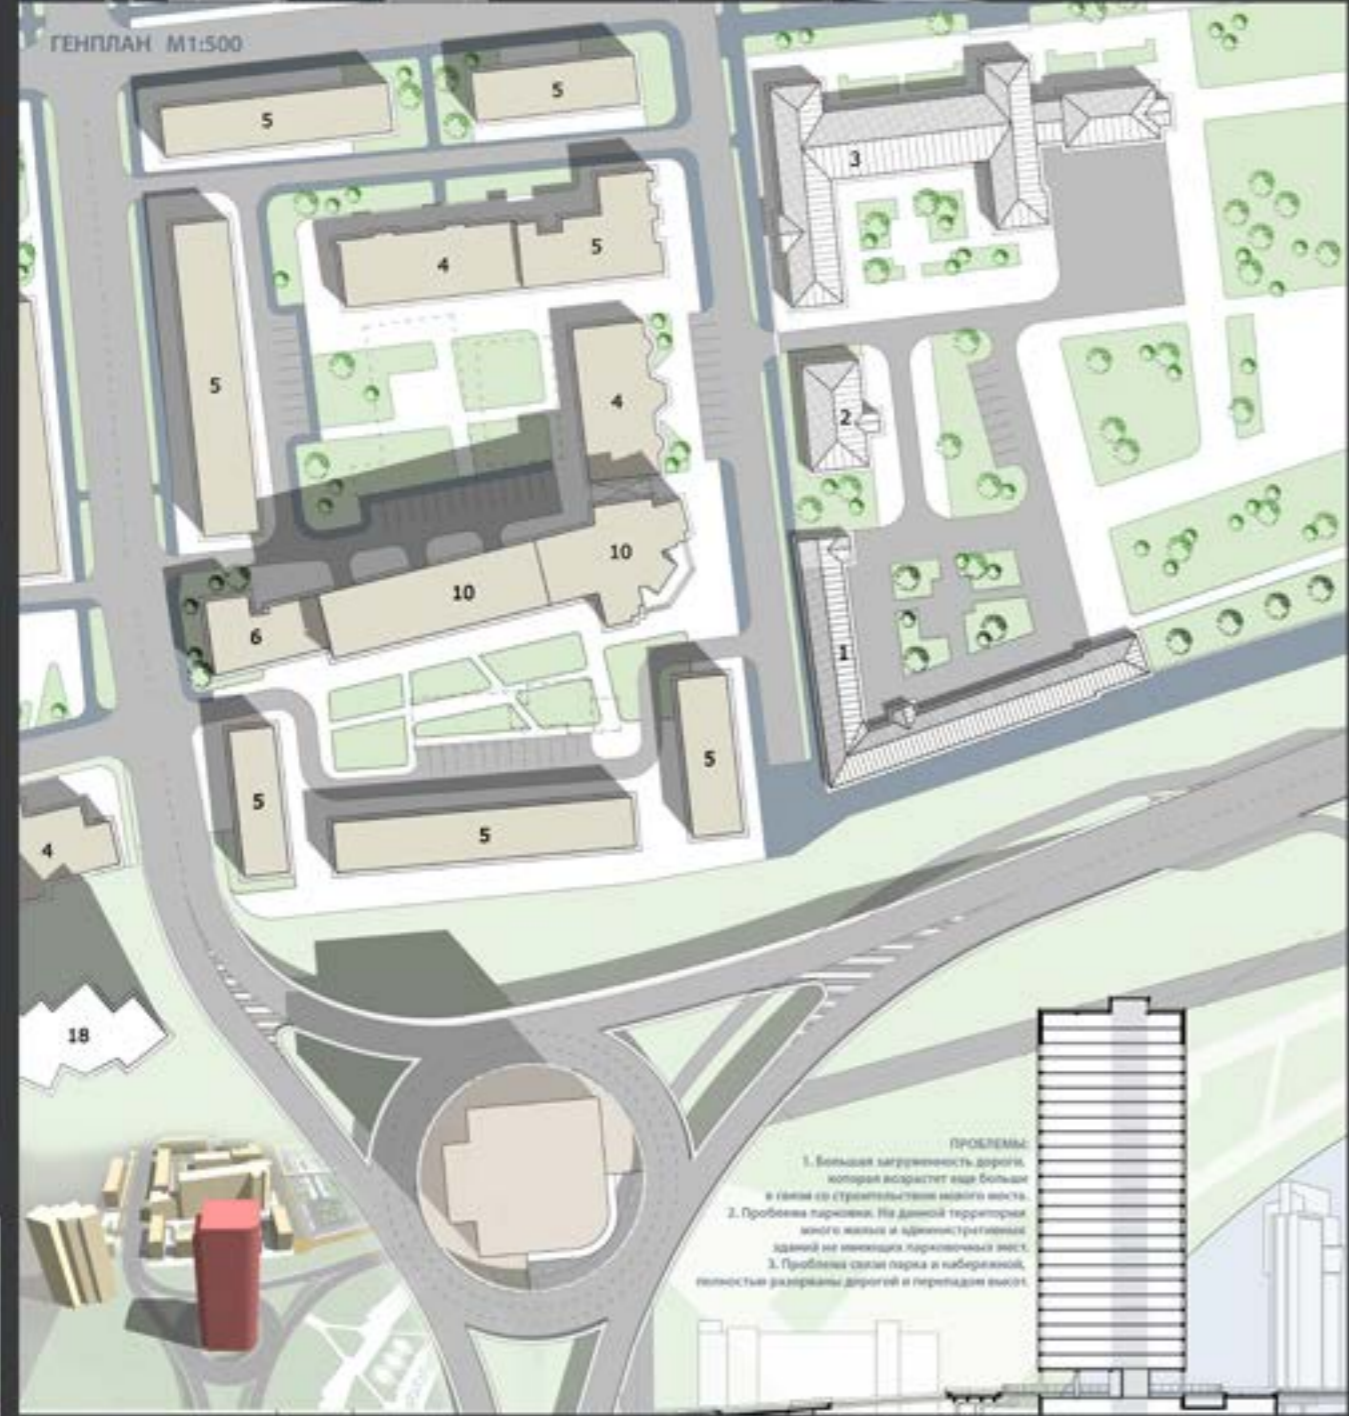 ГЕНПЛАН М1:500
5
5
3
4
5
5
4
2
10
10
6
1
5
5
5
4
18
ПРОБЛЕМЫ:
1. Большая загруженность дороги,
которая возрастет еще больше
в связи со строительством нового моста.
2. Проблема парковки. На данной территории
много жилых и административных
зданий не имеющих парковочных мест.
3. Проблема связи парка и набережной,
полностью разорваны дорогой и перепадом высот.